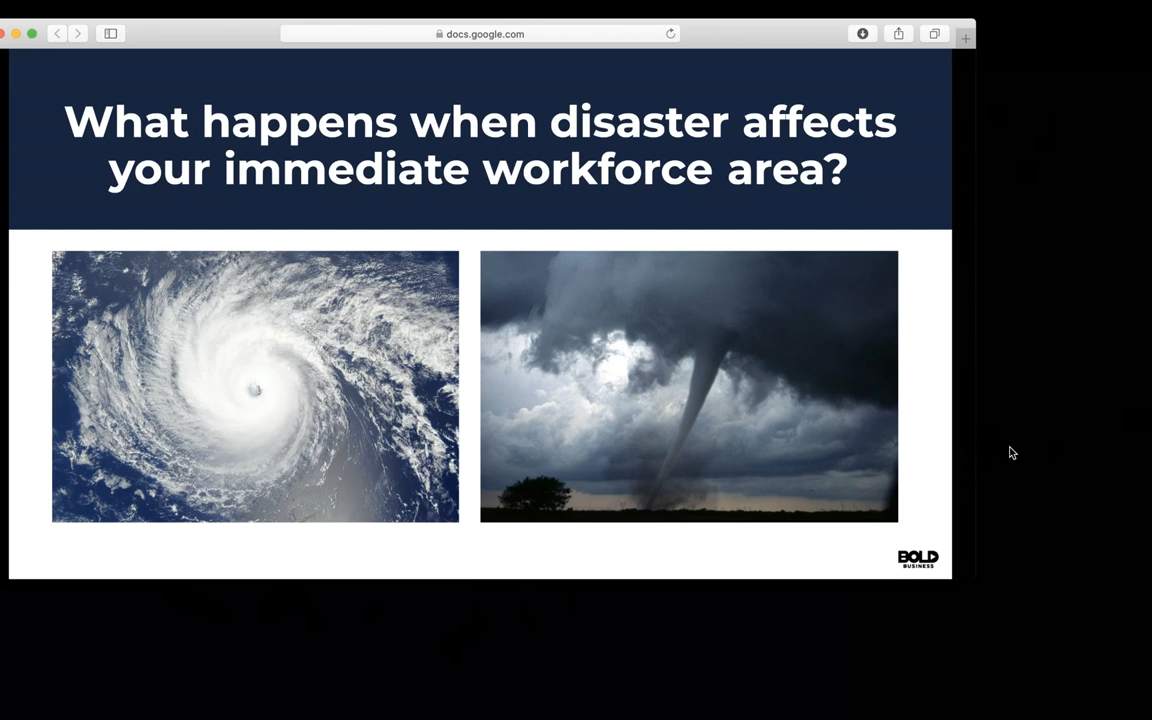 docs.google.com
What happens when disaster affects
your immediate workforce area?
BOLD
BUSINESS